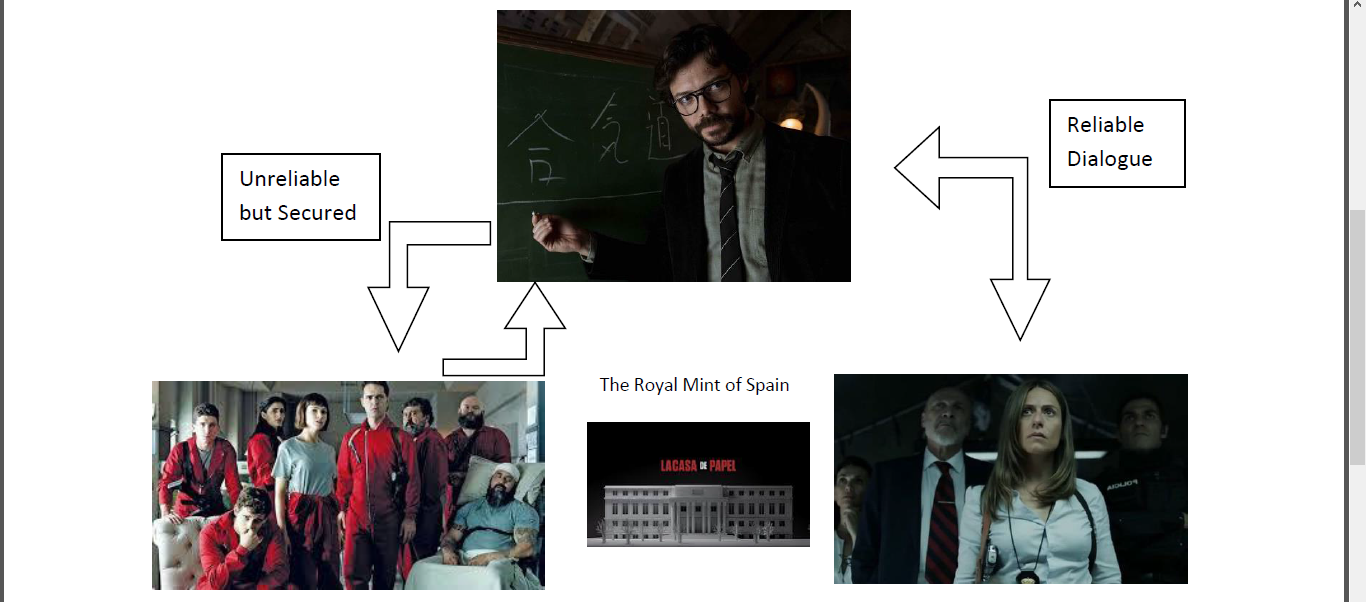 合 気 道
Reliable
Dialogue
Unreliable
but Secured
The Royal Mint of Spain
LA CASA DE PAPEL
POLICIA